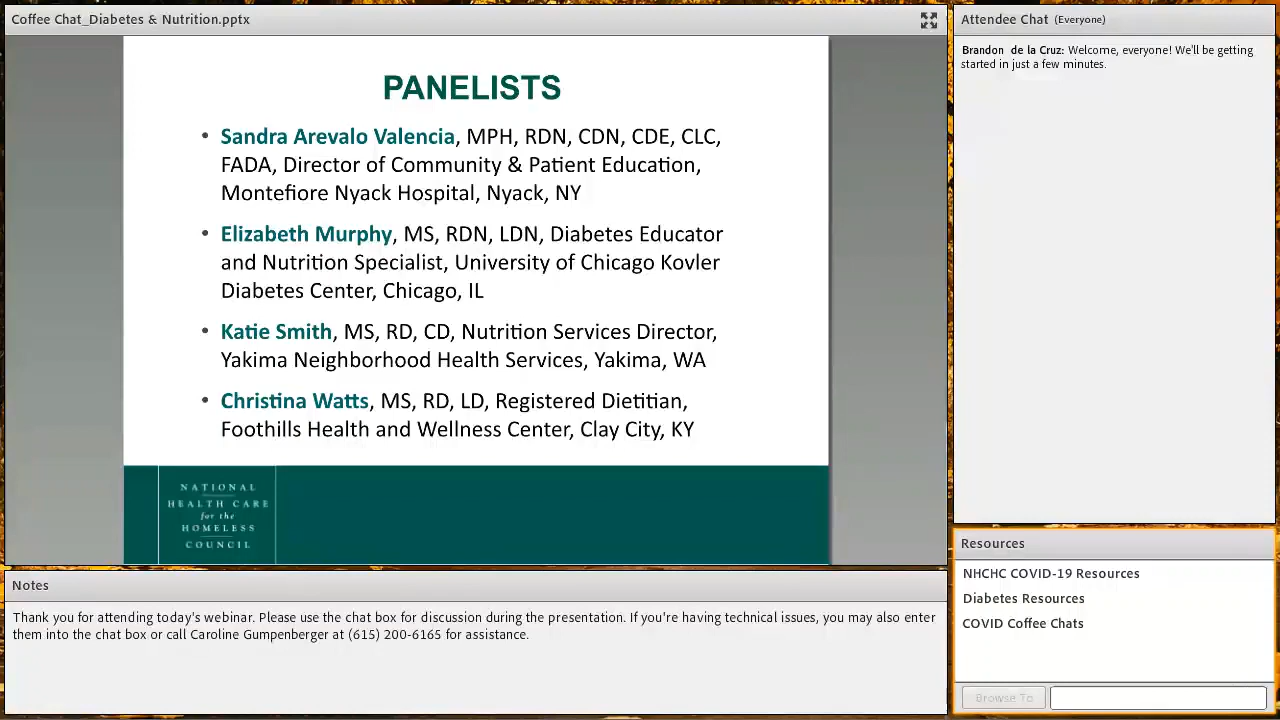 Coffee Chat_Diabetes & Nutrition.pptx
PANELISTS
• Sandra Arevalo Valencia, MPH, RDN, CDN, CDE, CLC,
FADA, Director of Community & Patient Education,
Montefiore Nyack Hospital, Nyack, NY
• Elizabeth Murphy, MS, RDN, LDN, Diabetes Educator
and Nutrition Specialist, University of Chicago Kovler
Diabetes Center, Chicago, IL
• Katie Smith, MS, RD, CD, Nutrition Services Director,
Yakima Neighborhood Health Services, Yakima, WA
• Christina Watts, MS, RD, LD, Registered Dietitian,
Foothills Health and Wellness Center, Clay City, KY
NATIONAL
HEALTH CARE
for the
HOMELESS
COUNCIL
Notes
Thank you for attending today's webinar. Please use the chat box for discussion during the presentation. If you're having technical issues, you may also enter
them into the chat box or call Caroline Gumpenberger at (615) 200-6165 for assistance.
Attendee Chat (Everyone)
Brandon de la Cruz: Welcome, everyone! We'll be getting
started in just a few minutes.
Resources
NHCHC COVID-19 Resources
Diabetes Resources
COVID Coffee Chats
Browse To